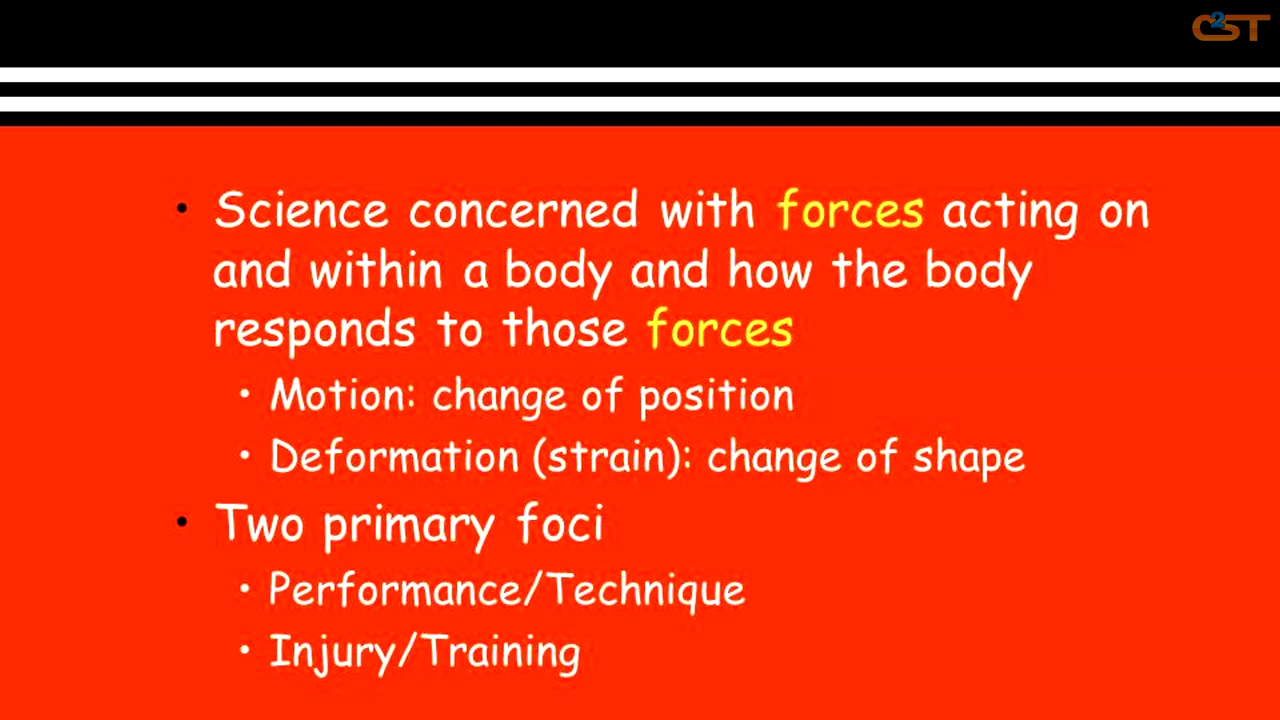 C2ST
• Science concerned with forces acting on
and within a body and how the body
responds to those forces
• Motion: change of position
• Deformation (strain): change of shape
• Two primary foci
• Performance/Technique
• Injury/Training